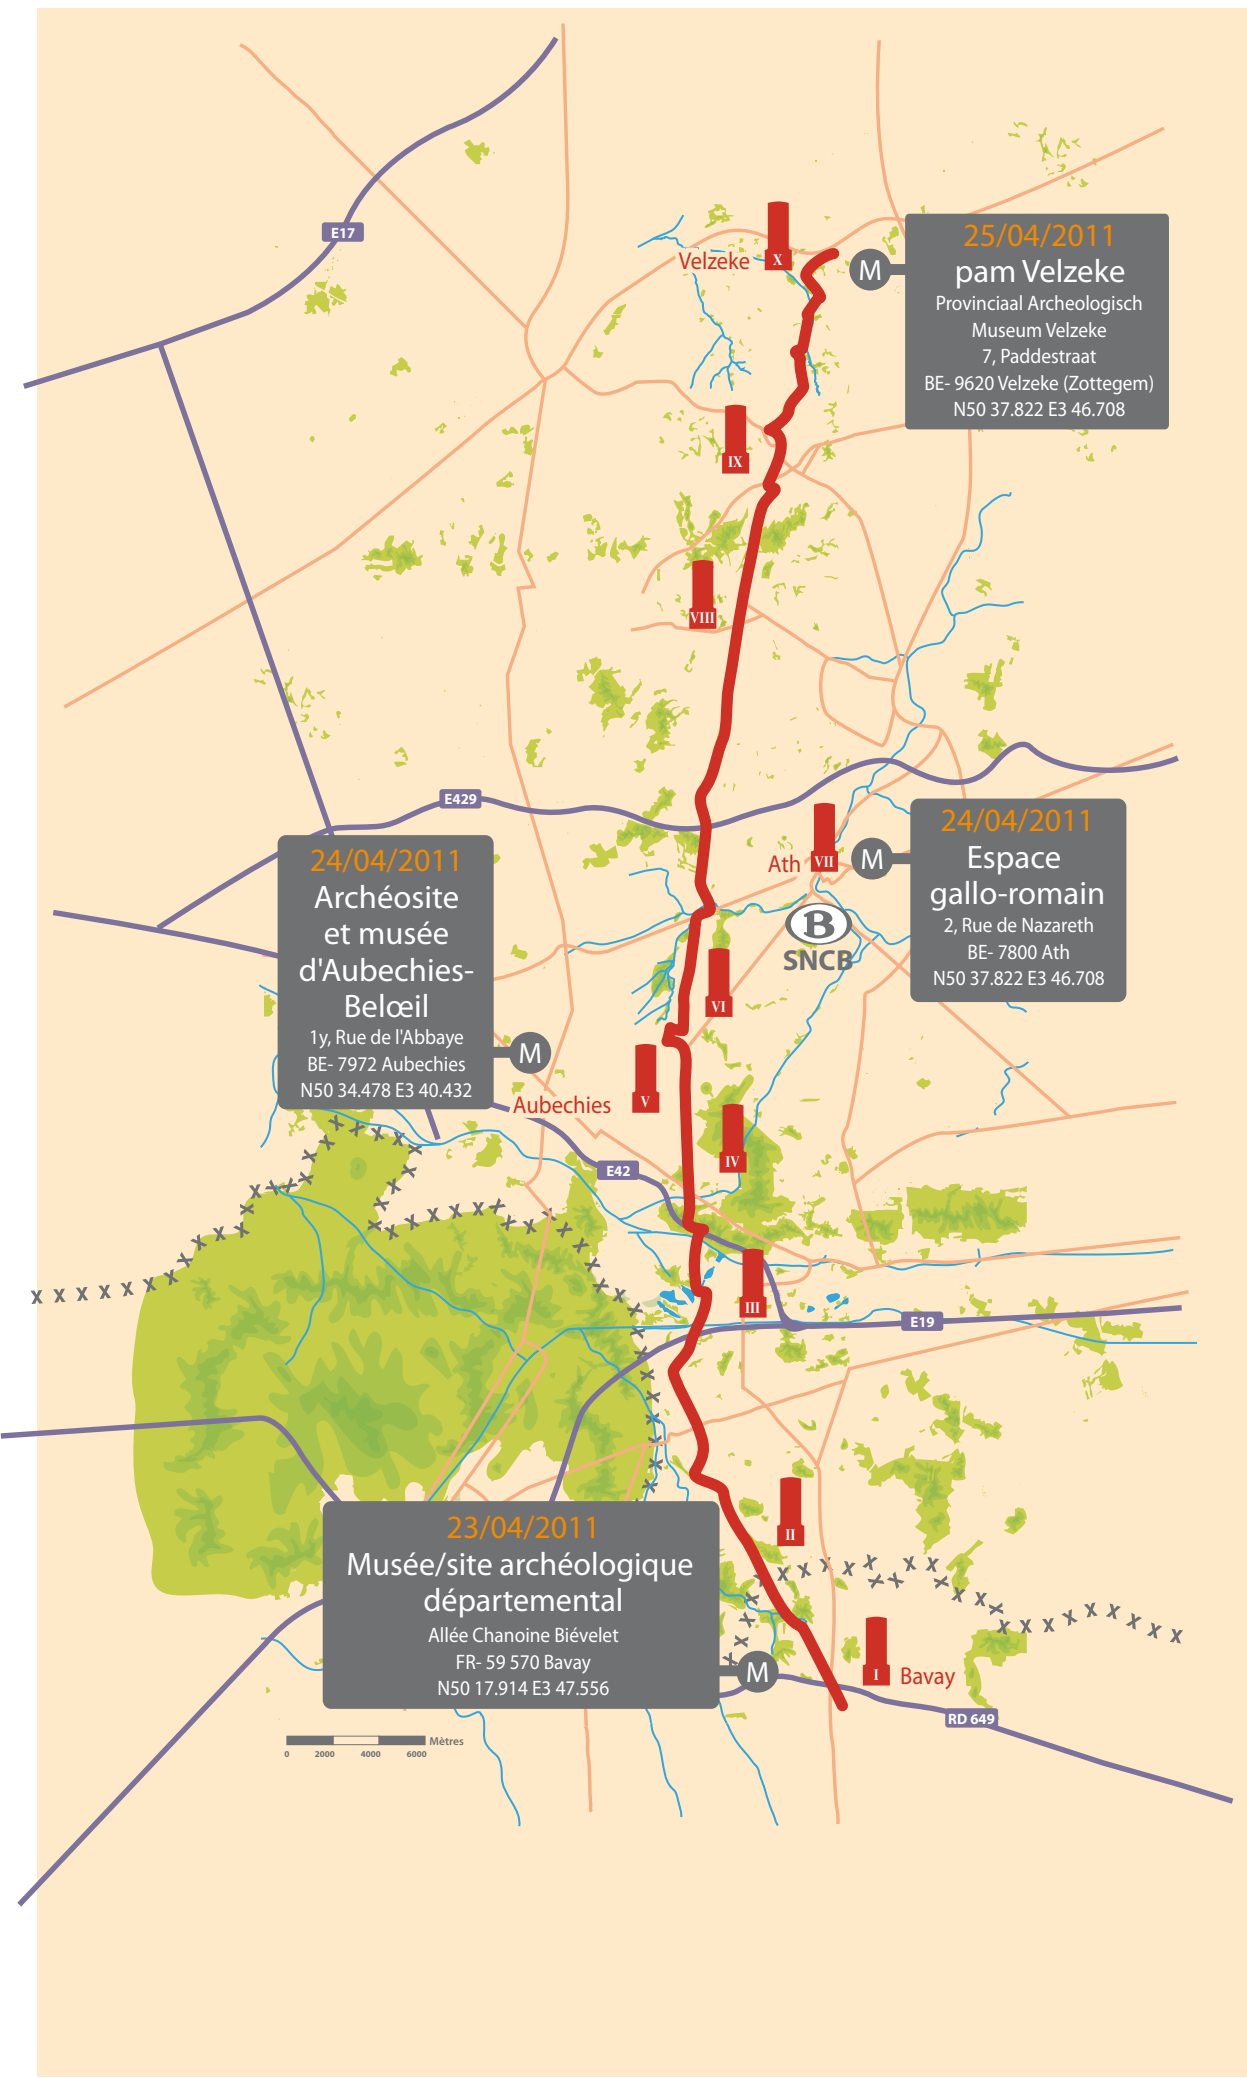 E17
Velzeke
X
M
25/04/2011
pam Velzeke
Provinciaal Archeologisch
Museum Velzeke
7, Paddestraat
BE- 9620 Velzeke (Zottegem)
N50 37.822 E3 46.708
IX
VIII
E429
Ath
VII
M
24/04/2011
Espace
gallo-romain
2, Rue de Nazareth
BE- 7800 Ath
N50 37.822 E3 46.708
B
SNCB
24/04/2011
Archéosite
et musée
d'Aubechies-
Belœil
1y, Rue de l'Abbaye
BE- 7972 Aubechies
N50 34.478 E3 40.432
M
VI
Aubechies
V
IV
E42
III
E19
II
23/04/2011
Musée/site archéologique
départemental
Allée Chanoine Biévelet
FR- 59 570 Bavay
N50 17.914 E3 47.556
M
I
Bavay
RD 649
Mètres
0 2000 4000 6000